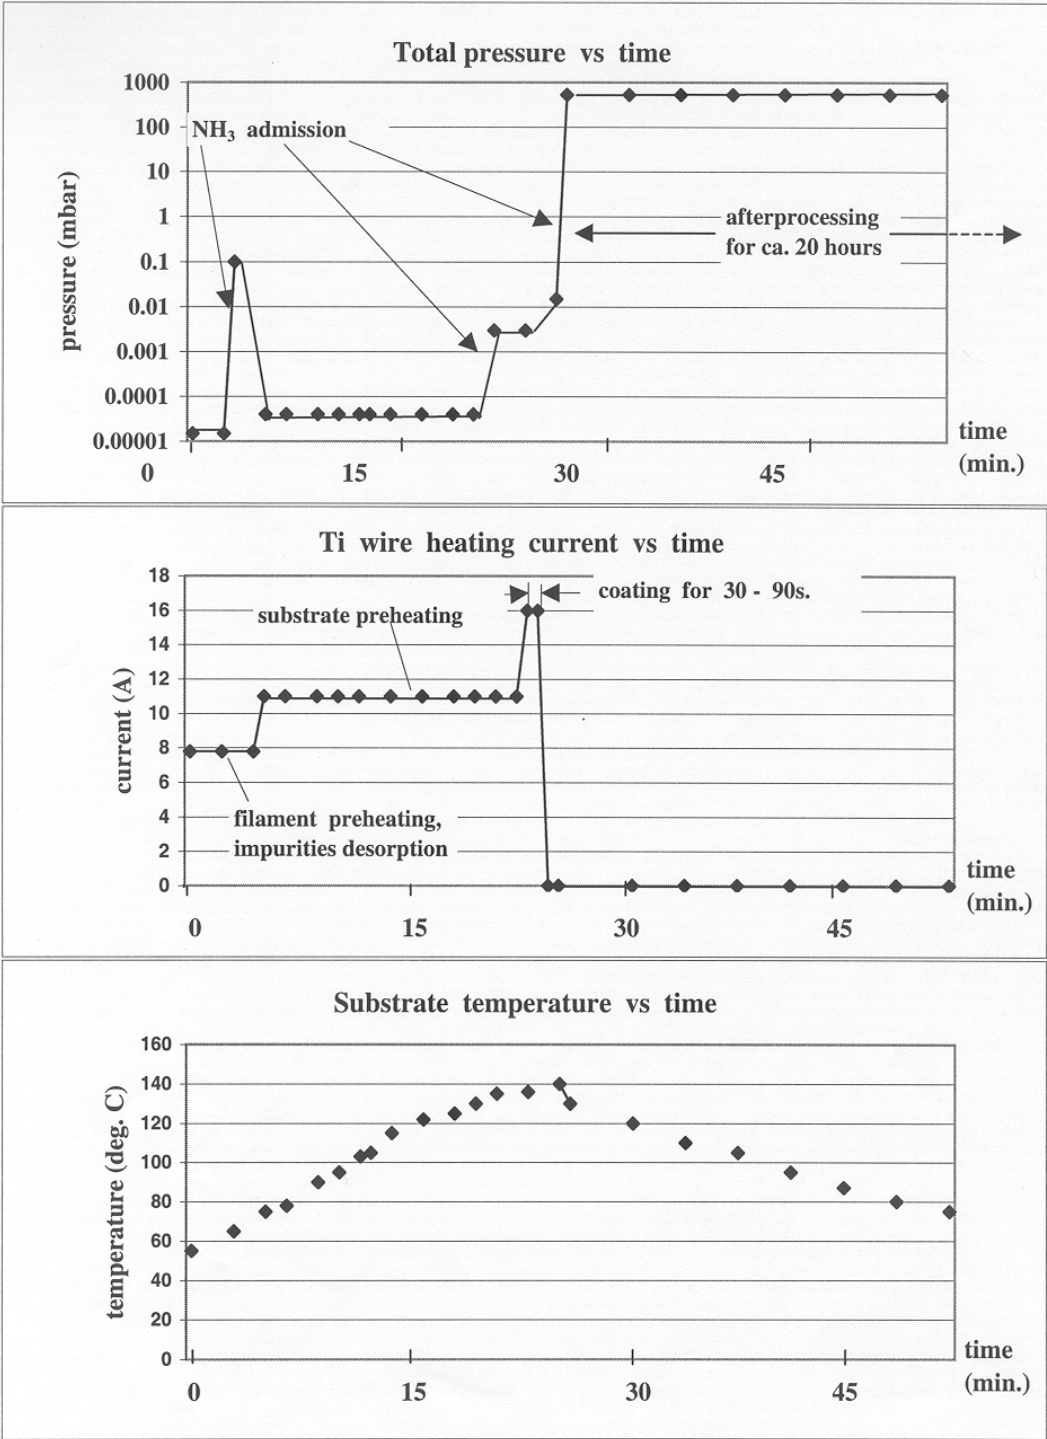 Total pressure vs time
1000
100
10
1
0.1
0.01
0.001
0.0001
0.00001
pressure (mbar)
NH₃ admission
afterprocessing
for ca. 20 hours
time
(min.)
0 15 30 45
Ti wire heating current vs time
18
16
14
12
10
8
6
4
2
0
current (A)
coating for 30 - 90s.
substrate preheating
filament preheating,
impurities desorption
time
(min.)
0 15 30 45
Substrate temperature vs time
160
140
120
100
80
60
40
20
0
temperature (deg. C)
time
(min.)
0 15 30 45